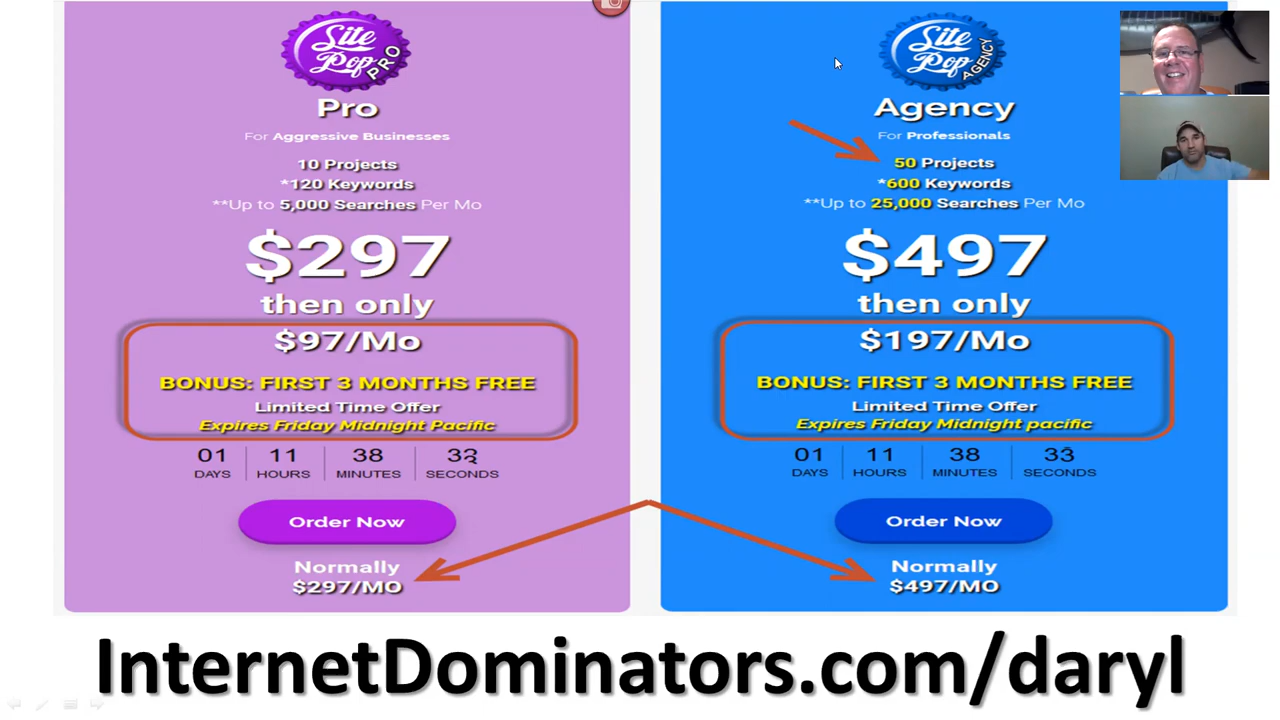 Site
Pop
PRO
Pro
For Aggressive Businesses
10 Projects
*120 Keywords
**Up to 5,000 Searches Per Mo
$297
then only
$97/Mo
BONUS: FIRST 3 MONTHS FREE
Limited Time Offer
Expires Friday Midnight Pacific
01 11 38
DAYS HOURS MINUTES SECONDS
Order Now
Normally
$297/MO
Site
Pop
AGENCY
Agency
For Professionals
50 Projects
*600 Keywords
**Up to 25,000 Searches Per Mo
$497
then only
$197/Mo
BONUS: FIRST 3 MONTHS FREE
Limited Time Offer
Expires Friday Midnight pacific
01 11 38 33
DAYS HOURS MINUTES SECONDS
Order Now
Normally
$497/MO
InternetDominators.com/daryl